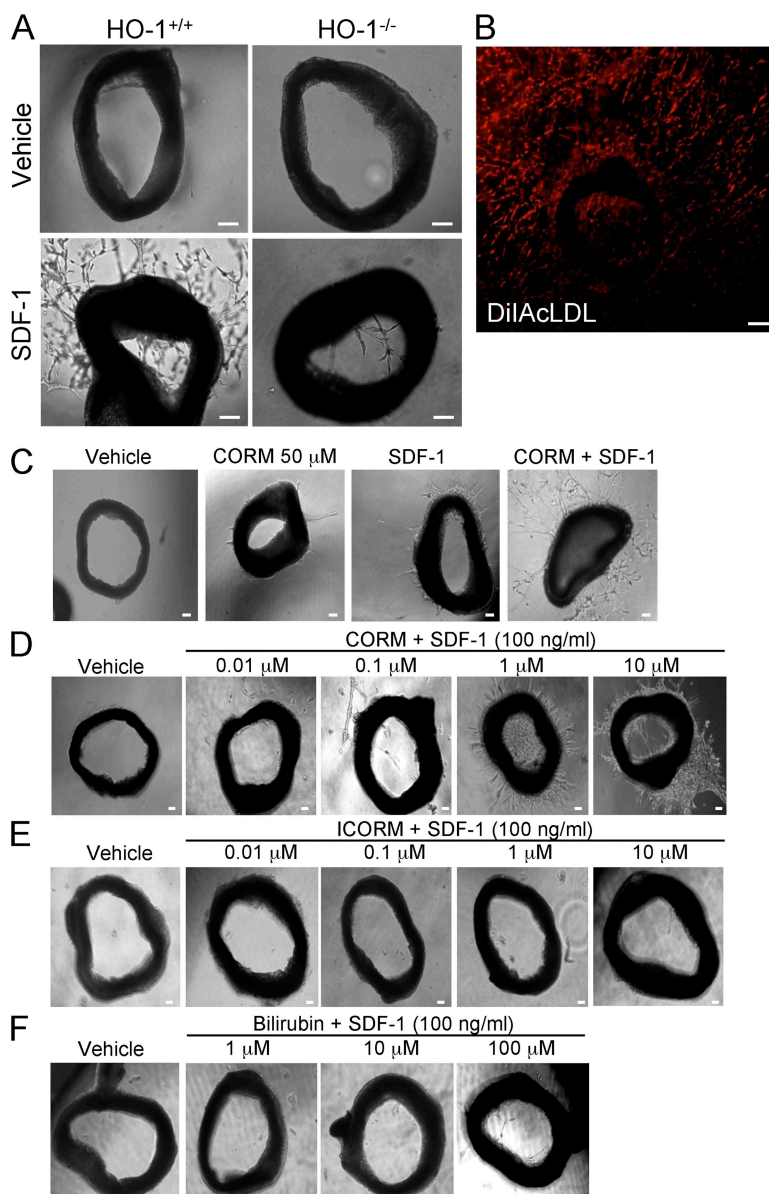 A
HO-1+/+
HO-1-/-
B
Vehicle
SDF-1
DiIAcLDL
C
Vehicle
CORM 50 μM
SDF-1
CORM + SDF-1
D
CORM + SDF-1 (100 ng/ml)
Vehicle
0.01 μM
0.1 μM
1 μM
10 μM
E
ICORM + SDF-1 (100 ng/ml)
Vehicle
0.01 μM
0.1 μM
1 μM
10 μM
F
Bilirubin + SDF-1 (100 ng/ml)
Vehicle
1 μM
10 μM
100 μM